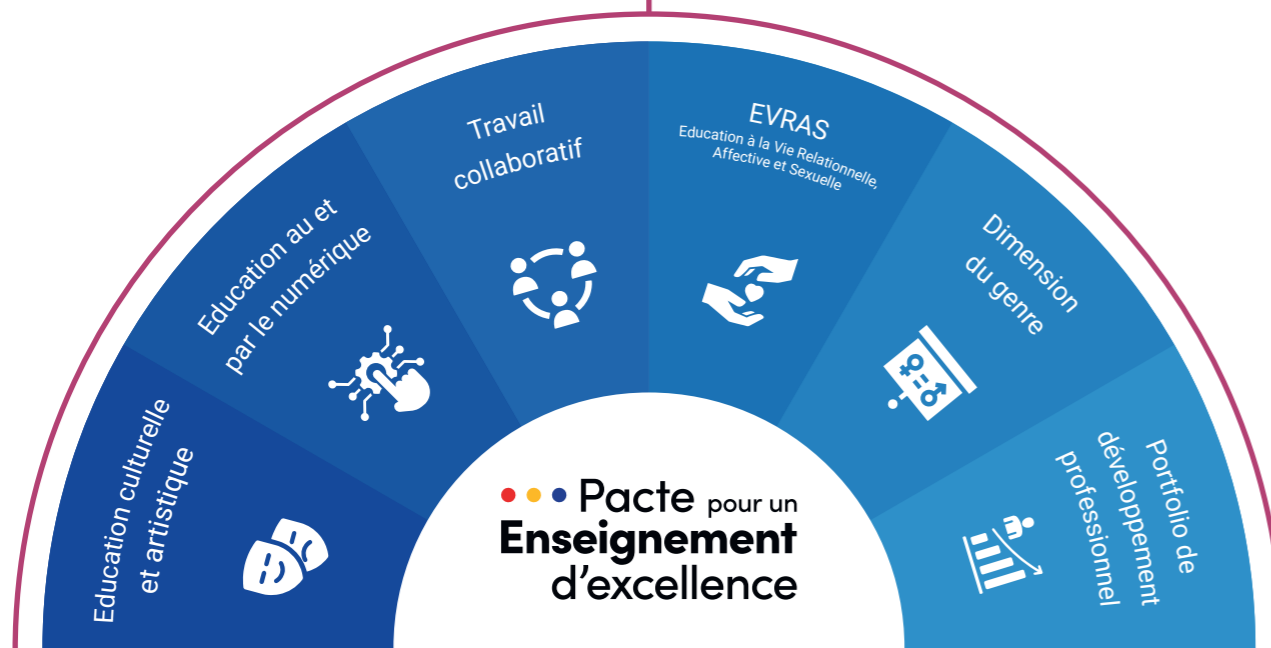 Education culturelle
et artistique
Education au et
par le numérique
Travail
collaboratif
EVRAS
Education à la Vie Relationnelle,
Affective et Sexuelle
Dimension
du genre
Portfolio de
développement
professionnel
Pacte pour un
Enseignement
d'excellence